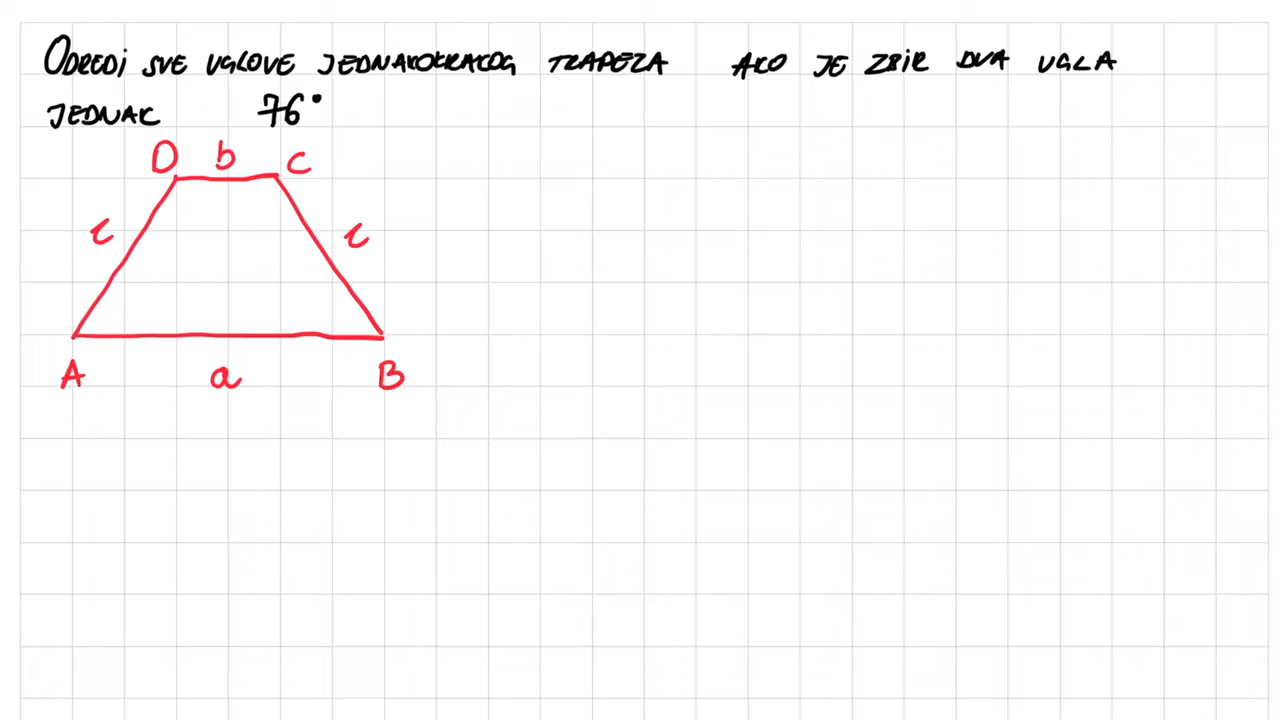 ODREDI SVE UGLOVE JEDNAKOKRAKOG TRAPEZA AKO JE ZBIR DVA UGLA
JEDNAK 76°
D b C
c c
A a B